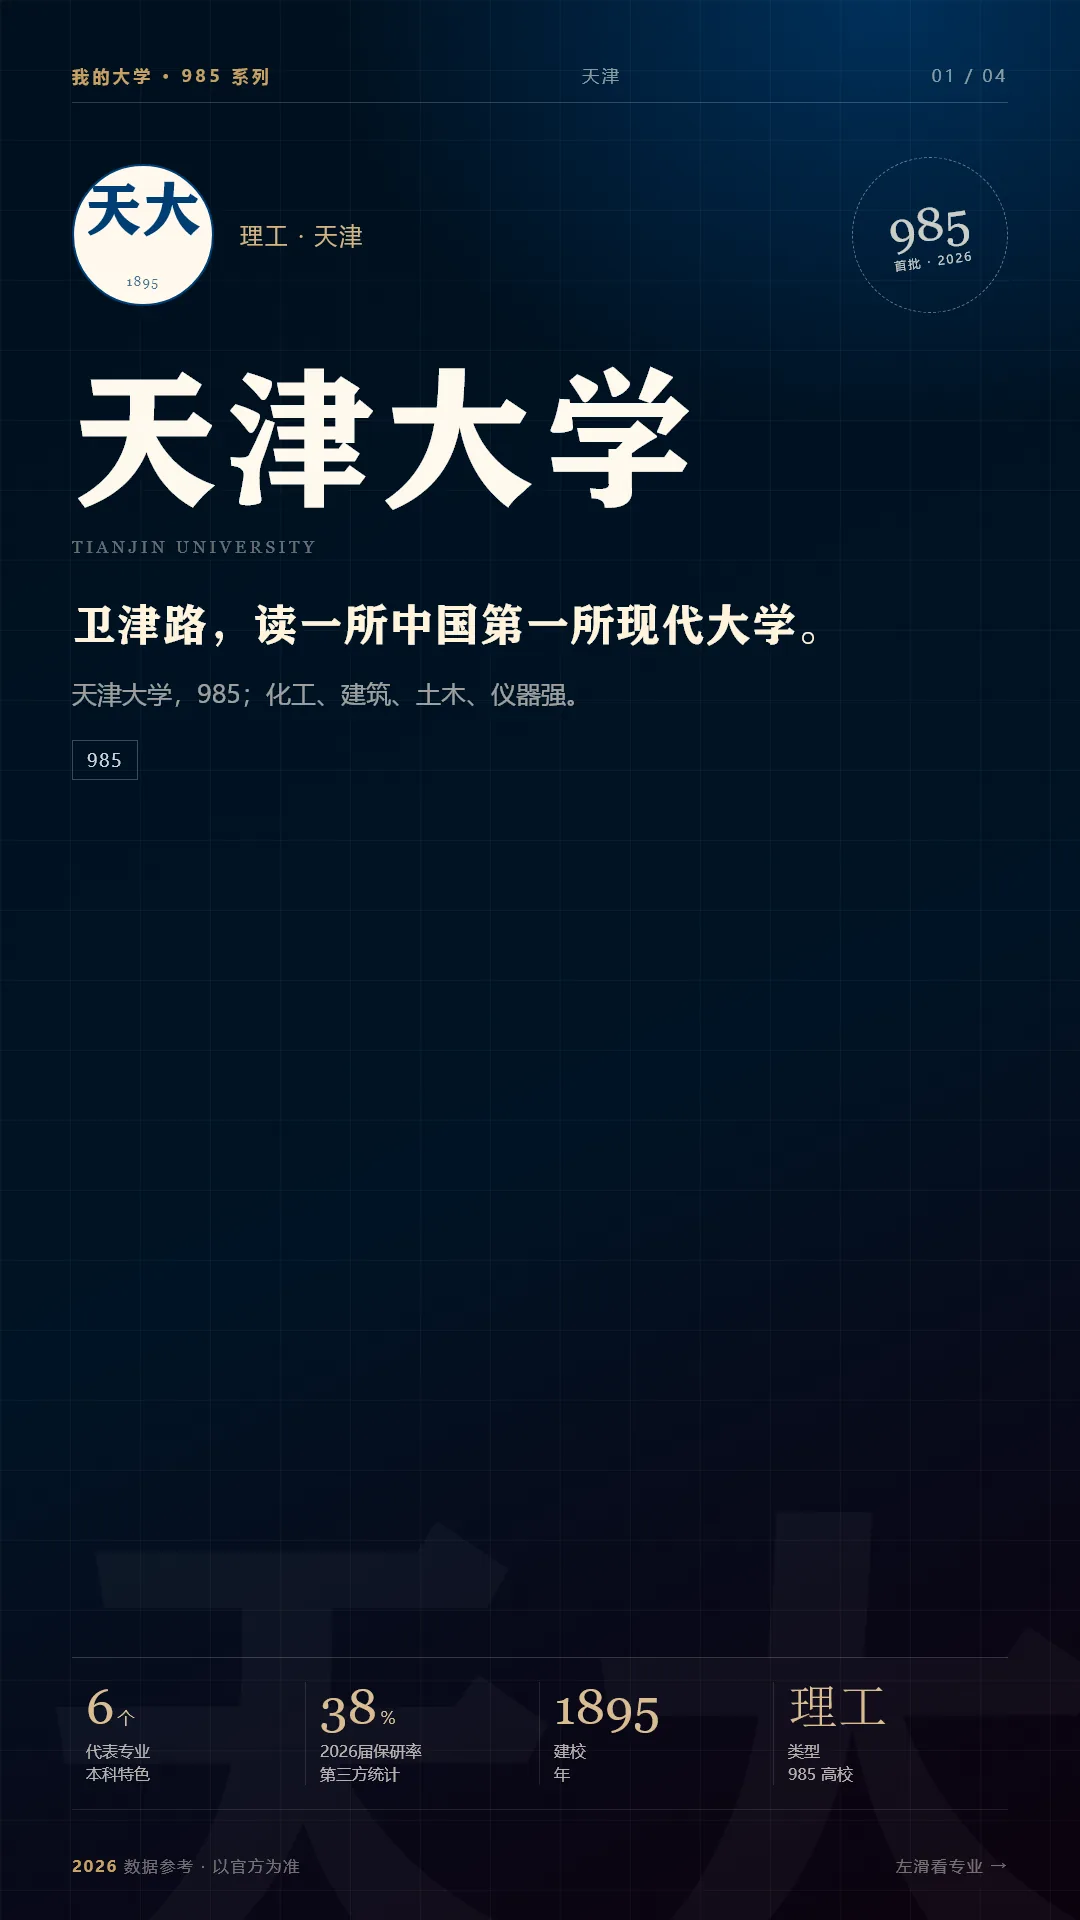 我的大学 · 985 系列
天津
01 / 04
天大
1895
理工 · 天津
985
首批 · 2026
天津大学
TIANJIN UNIVERSITY
卫津路，读一所中国第一所现代大学。
天津大学，985；化工、建筑、土木、仪器强。
985
天大
6个
代表专业
本科特色
38%
2026届保研率
第三方统计
1895
建校
年
理工
类型
985 高校
2026 数据参考 · 以官方为准
左滑看专业 →